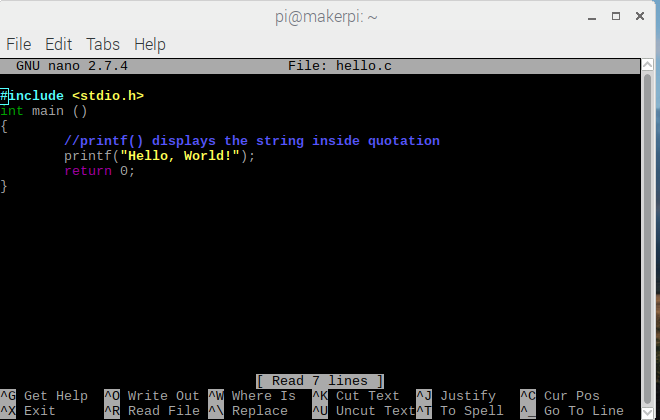 pi@makerpi: ~
File Edit Tabs Help
GNU nano 2.7.4 File: hello.c
#include <stdio.h>
int main ()
{
//printf() displays the string inside quotation
printf("Hello, World!");
return 0;
}
[ Read 7 lines ]
^G Get Help ^O Write Out ^W Where Is ^K Cut Text ^J Justify ^C Cur Pos
^X Exit ^R Read File ^\ Replace ^U Uncut Text^T To Spell ^_ Go To Line